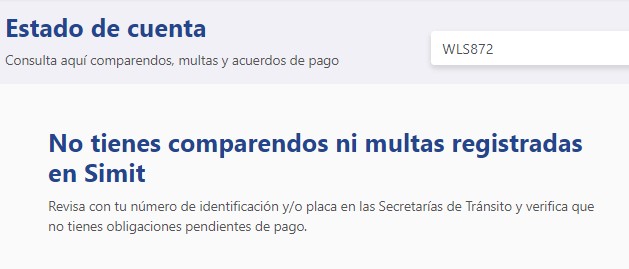 Estado de cuenta
Consulta aquí comparendos, multas y acuerdos de pago
WLS872
No tienes comparendos ni multas registradas
en Simit
Revisa con tu número de identificación y/o placa en las Secretarías de Tránsito y verifica que
no tienes obligaciones pendientes de pago.